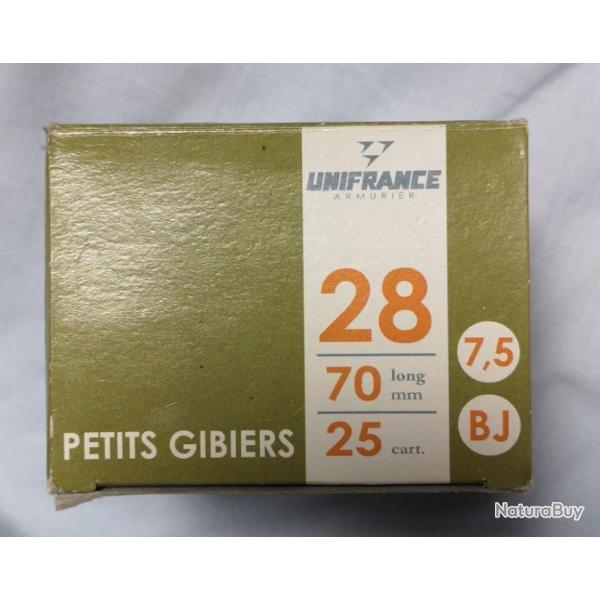 UNIFRANCE
ARMURIER
28
70 long mm
25 cart.
7,5
BJ
PETITS GIBIERS
NaturaBuy